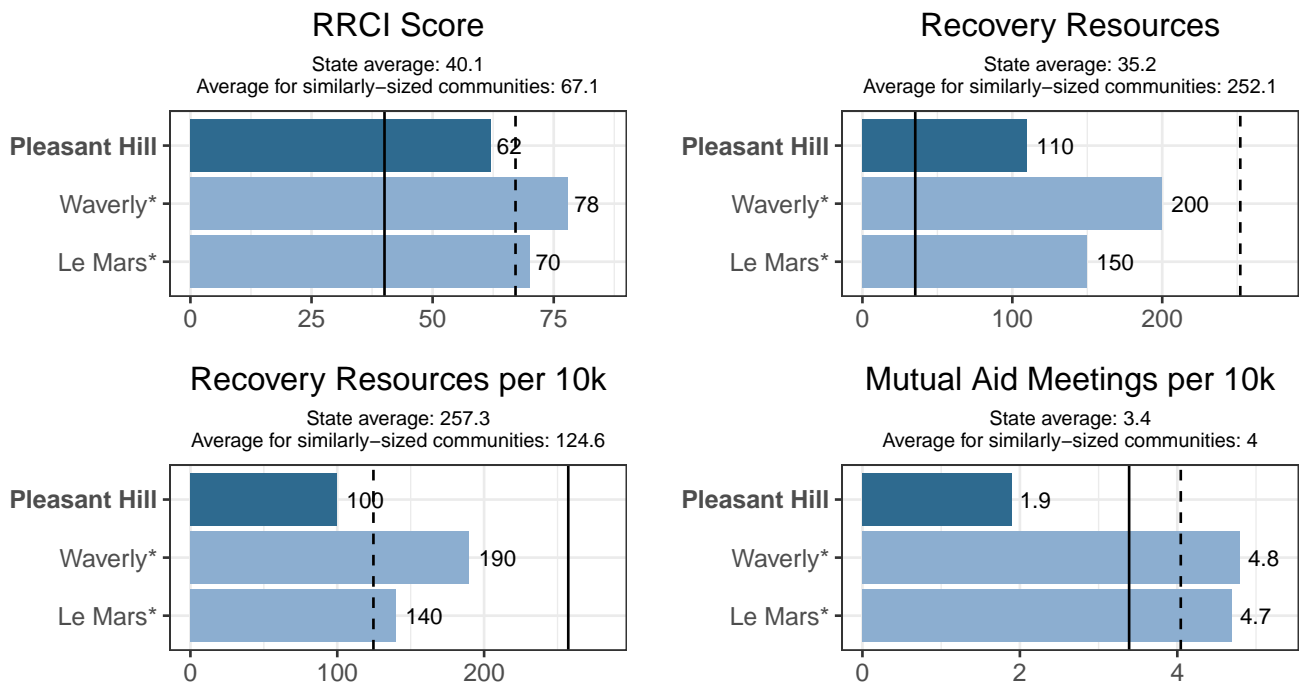 RRCI Score
State average: 40.1
Average for similarly−sized communities: 67.1
Pleasant Hill
62
Waverly*
78
Le Mars*
70
0 25 50 75
Recovery Resources
State average: 35.2
Average for similarly−sized communities: 252.1
Pleasant Hill
110
Waverly*
200
Le Mars*
150
0 100 200
Recovery Resources per 10k
State average: 257.3
Average for similarly−sized communities: 124.6
Pleasant Hill
100
Waverly*
190
Le Mars*
140
0 100 200
Mutual Aid Meetings per 10k
State average: 3.4
Average for similarly−sized communities: 4
Pleasant Hill
1.9
Waverly*
4.8
Le Mars*
4.7
0 2 4